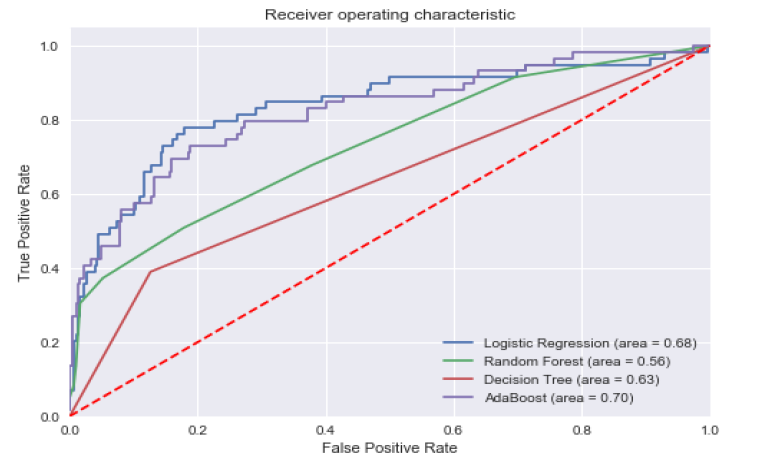 Receiver operating characteristic
1.0
0.8
0.6
0.4
0.2
0.0
True Positive Rate
Logistic Regression (area = 0.68)
Random Forest (area = 0.56)
Decision Tree (area = 0.63)
AdaBoost (area = 0.70)
0.0 0.2 0.4 0.6 0.8 1.0
False Positive Rate